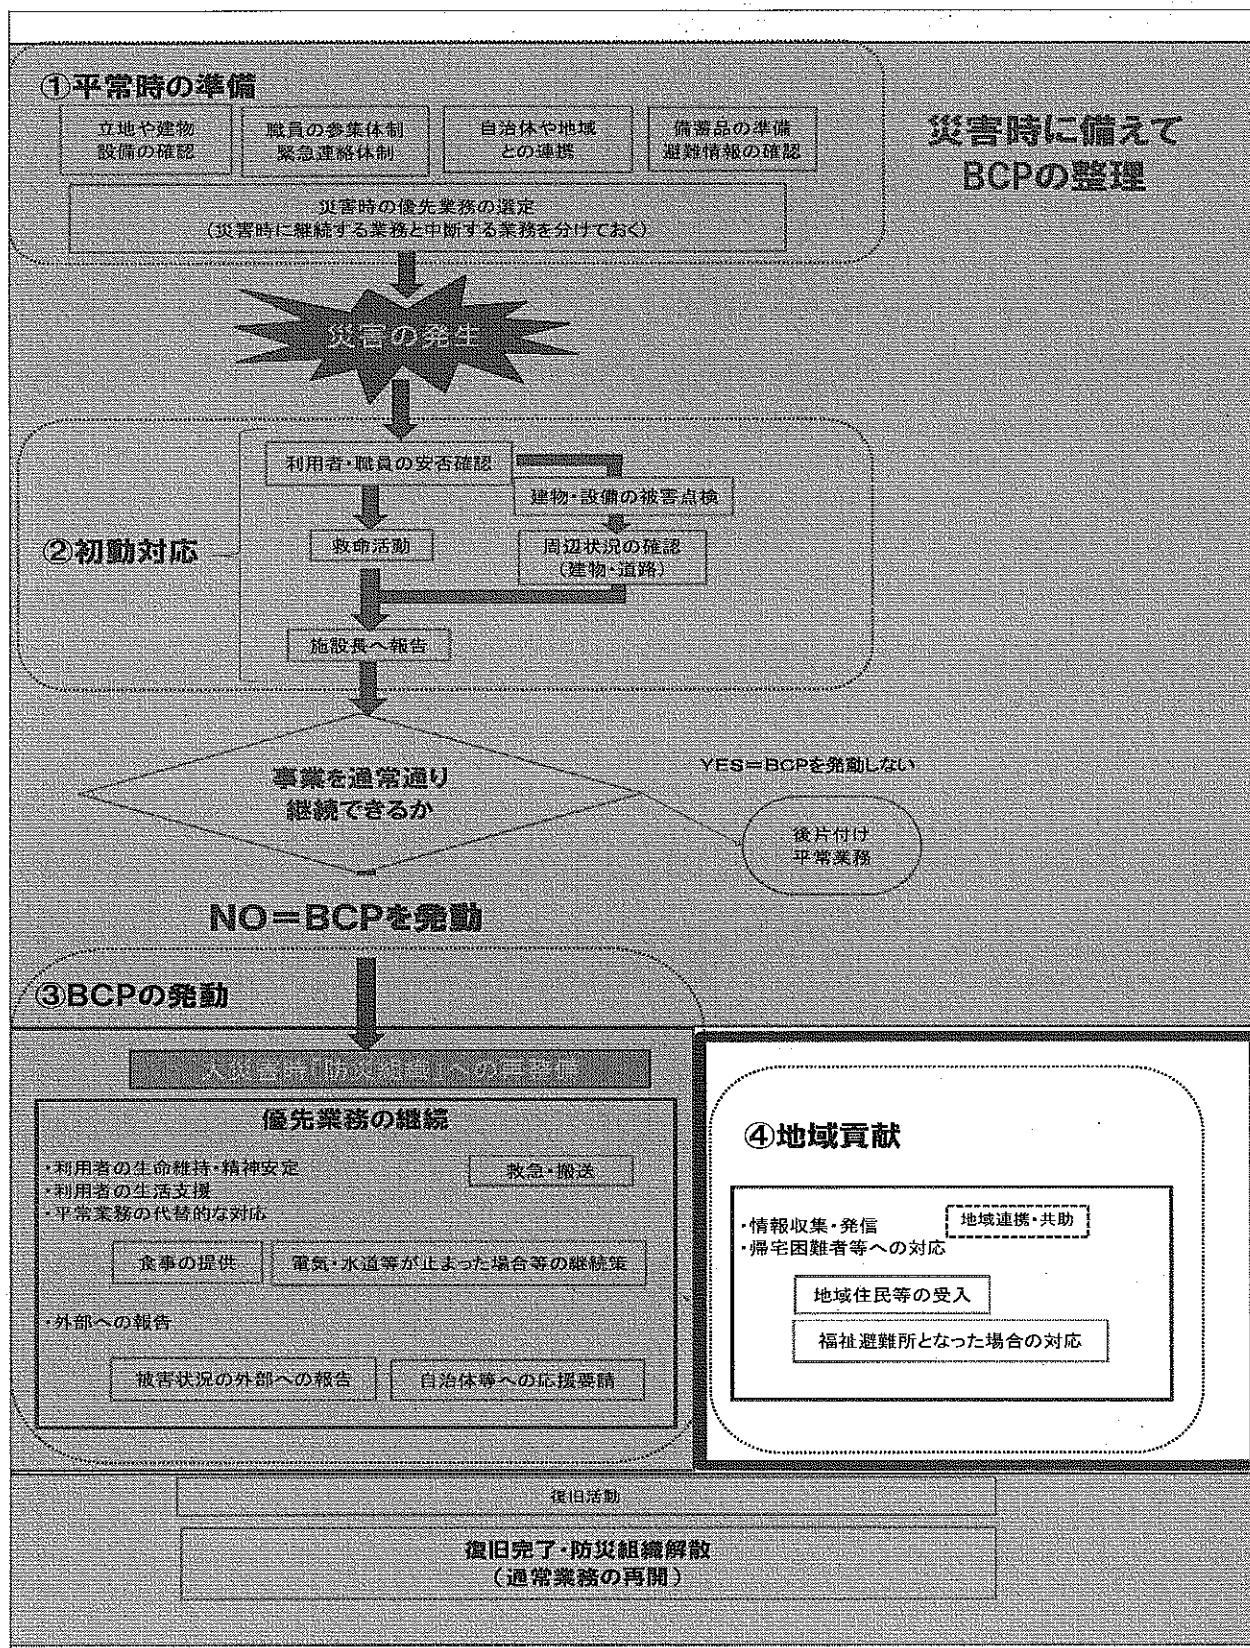 ①平常時の準備
立地や建物
設備の確認
職員の参集体制
緊急連絡体制
自治体や地域
との連携
備蓄品の準備
避難情報の確認
災害時に備えて
BCPの整理
災害時の優先業務の選定
(災害時に継続する業務と中断する業務を分けておく)
災害の発生
②初動対応
利用者・職員の安否確認
建物・設備の被害点検
救命活動
周辺状況の確認
(建物・道路)
施設長へ報告
事業を通常通り
継続できるか
YES=BCPを発動しない
後片付け
平常業務
NO=BCPを発動
③BCPの発動
大災害時「防災組織」への再整備
優先業務の継続
・利用者の生命維持・精神安定
・利用者の生活支援
・平常業務の代替的な対応
救急・搬送
食事の提供
電気・水道等が止まった場合等の継続策
・外部への報告
被害状況の外部への報告
自治体等への応援要請
④地域貢献
・情報収集・発信
・帰宅困難者等への対応
地域連携・共助
地域住民等の受入
福祉避難所となった場合の対応
復旧活動
復旧完了・防災組織解散
(通常業務の再開)